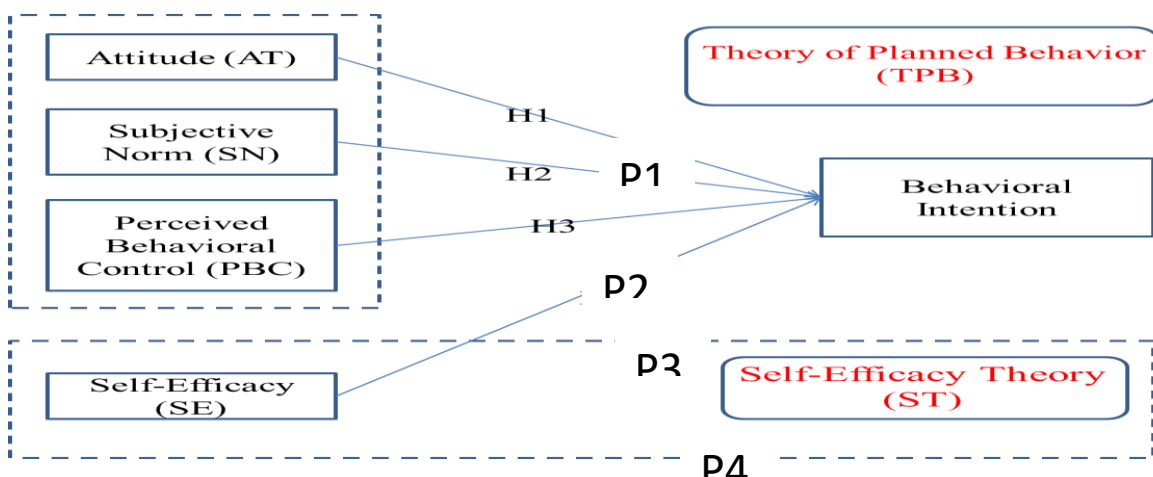 Attitude (AT)
Theory of Planned Behavior
(TPB)
H1
Subjective
Norm (SN)
P1
H2
Behavioral
Intention
Perceived
Behavioral
Control (PBC)
H3
P2
P3
Self-Efficacy
(SE)
Self-Efficacy Theory
(ST)
P4